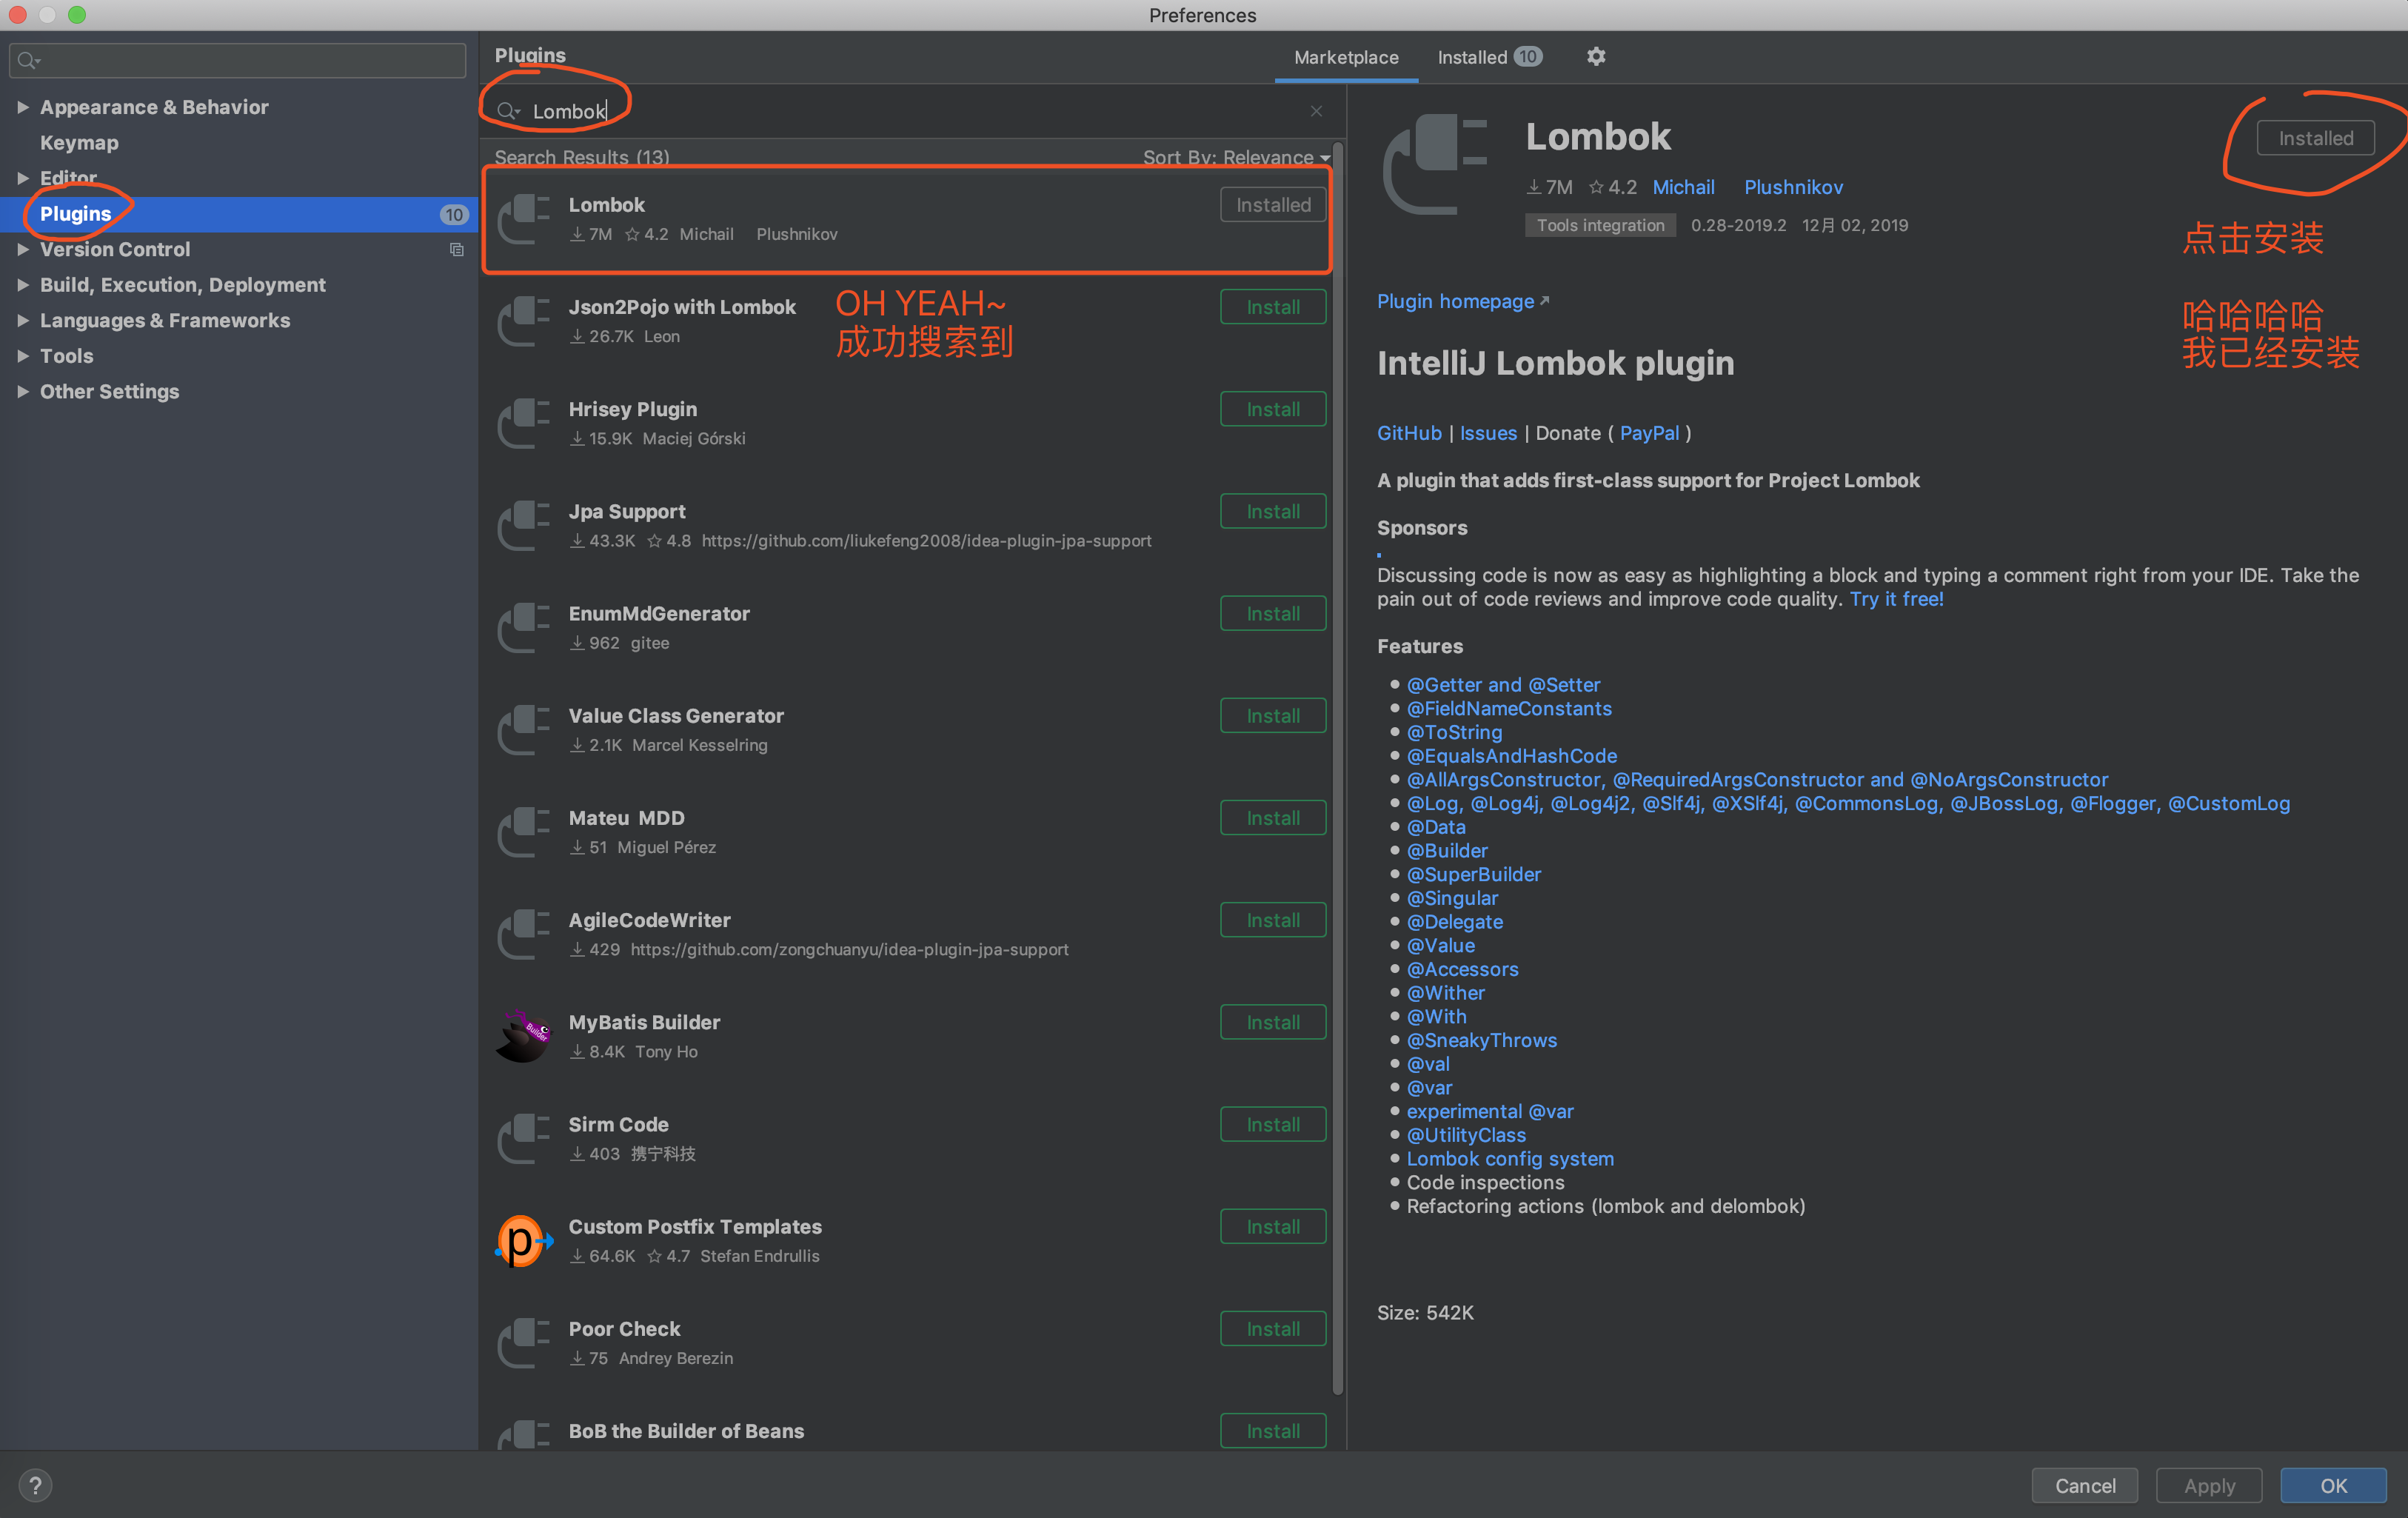 Preferences
Appearance & Behavior
Keymap
Editor
Plugins 10
Version Control
Build, Execution, Deployment
Languages & Frameworks
Tools
Other Settings
Plugins
Marketplace
Installed 10
Lombok
Search Results (13)
Sort By: Relevance
Lombok
7M 4.2 Michail Plushnikov
Installed
OH YEAH~
成功搜索到
Json2Pojo with Lombok
26.7K Leon
Install
Hrisey Plugin
15.9K Maciej Górski
Install
Jpa Support
43.3K 4.8 https://github.com/liukefeng2008/idea-plugin-jpa-support
Install
EnumMdGenerator
962 gitee
Install
Value Class Generator
2.1K Marcel Kesselring
Install
Mateu MDD
51 Miguel Pérez
Install
AgileCodeWriter
429 https://github.com/zongchuanyu/idea-plugin-jpa-support
Install
Builder
MyBatis Builder
8.4K Tony Ho
Install
Sirm Code
403 携宁科技
Install
p
Custom Postfix Templates
64.6K 4.7 Stefan Endrullis
Install
Poor Check
75 Andrey Berezin
Install
BoB the Builder of Beans
Install
Lombok
Installed
7M 4.2 Michail Plushnikov
Tools integration 0.28-2019.2 12月 02, 2019
点击安装
哈哈哈哈
我已经安装
Plugin homepage
IntelliJ Lombok plugin
GitHub | Issues | Donate ( PayPal )
A plugin that adds first-class support for Project Lombok
Sponsors
Discussing code is now as easy as highlighting a block and typing a comment right from your IDE. Take the
pain out of code reviews and improve code quality. Try it free!
Features
@Getter and @Setter
@FieldNameConstants
@ToString
@EqualsAndHashCode
@AllArgsConstructor, @RequiredArgsConstructor and @NoArgsConstructor
@Log, @Log4j, @Log4j2, @Slf4j, @XSlf4j, @CommonsLog, @JBossLog, @Flogger, @CustomLog
@Data
@Builder
@SuperBuilder
@Singular
@Delegate
@Value
@Accessors
@Wither
@With
@SneakyThrows
@val
@var
experimental @var
@UtilityClass
Lombok config system
Code inspections
Refactoring actions (lombok and delombok)
Size: 542K
?
Cancel
Apply
OK